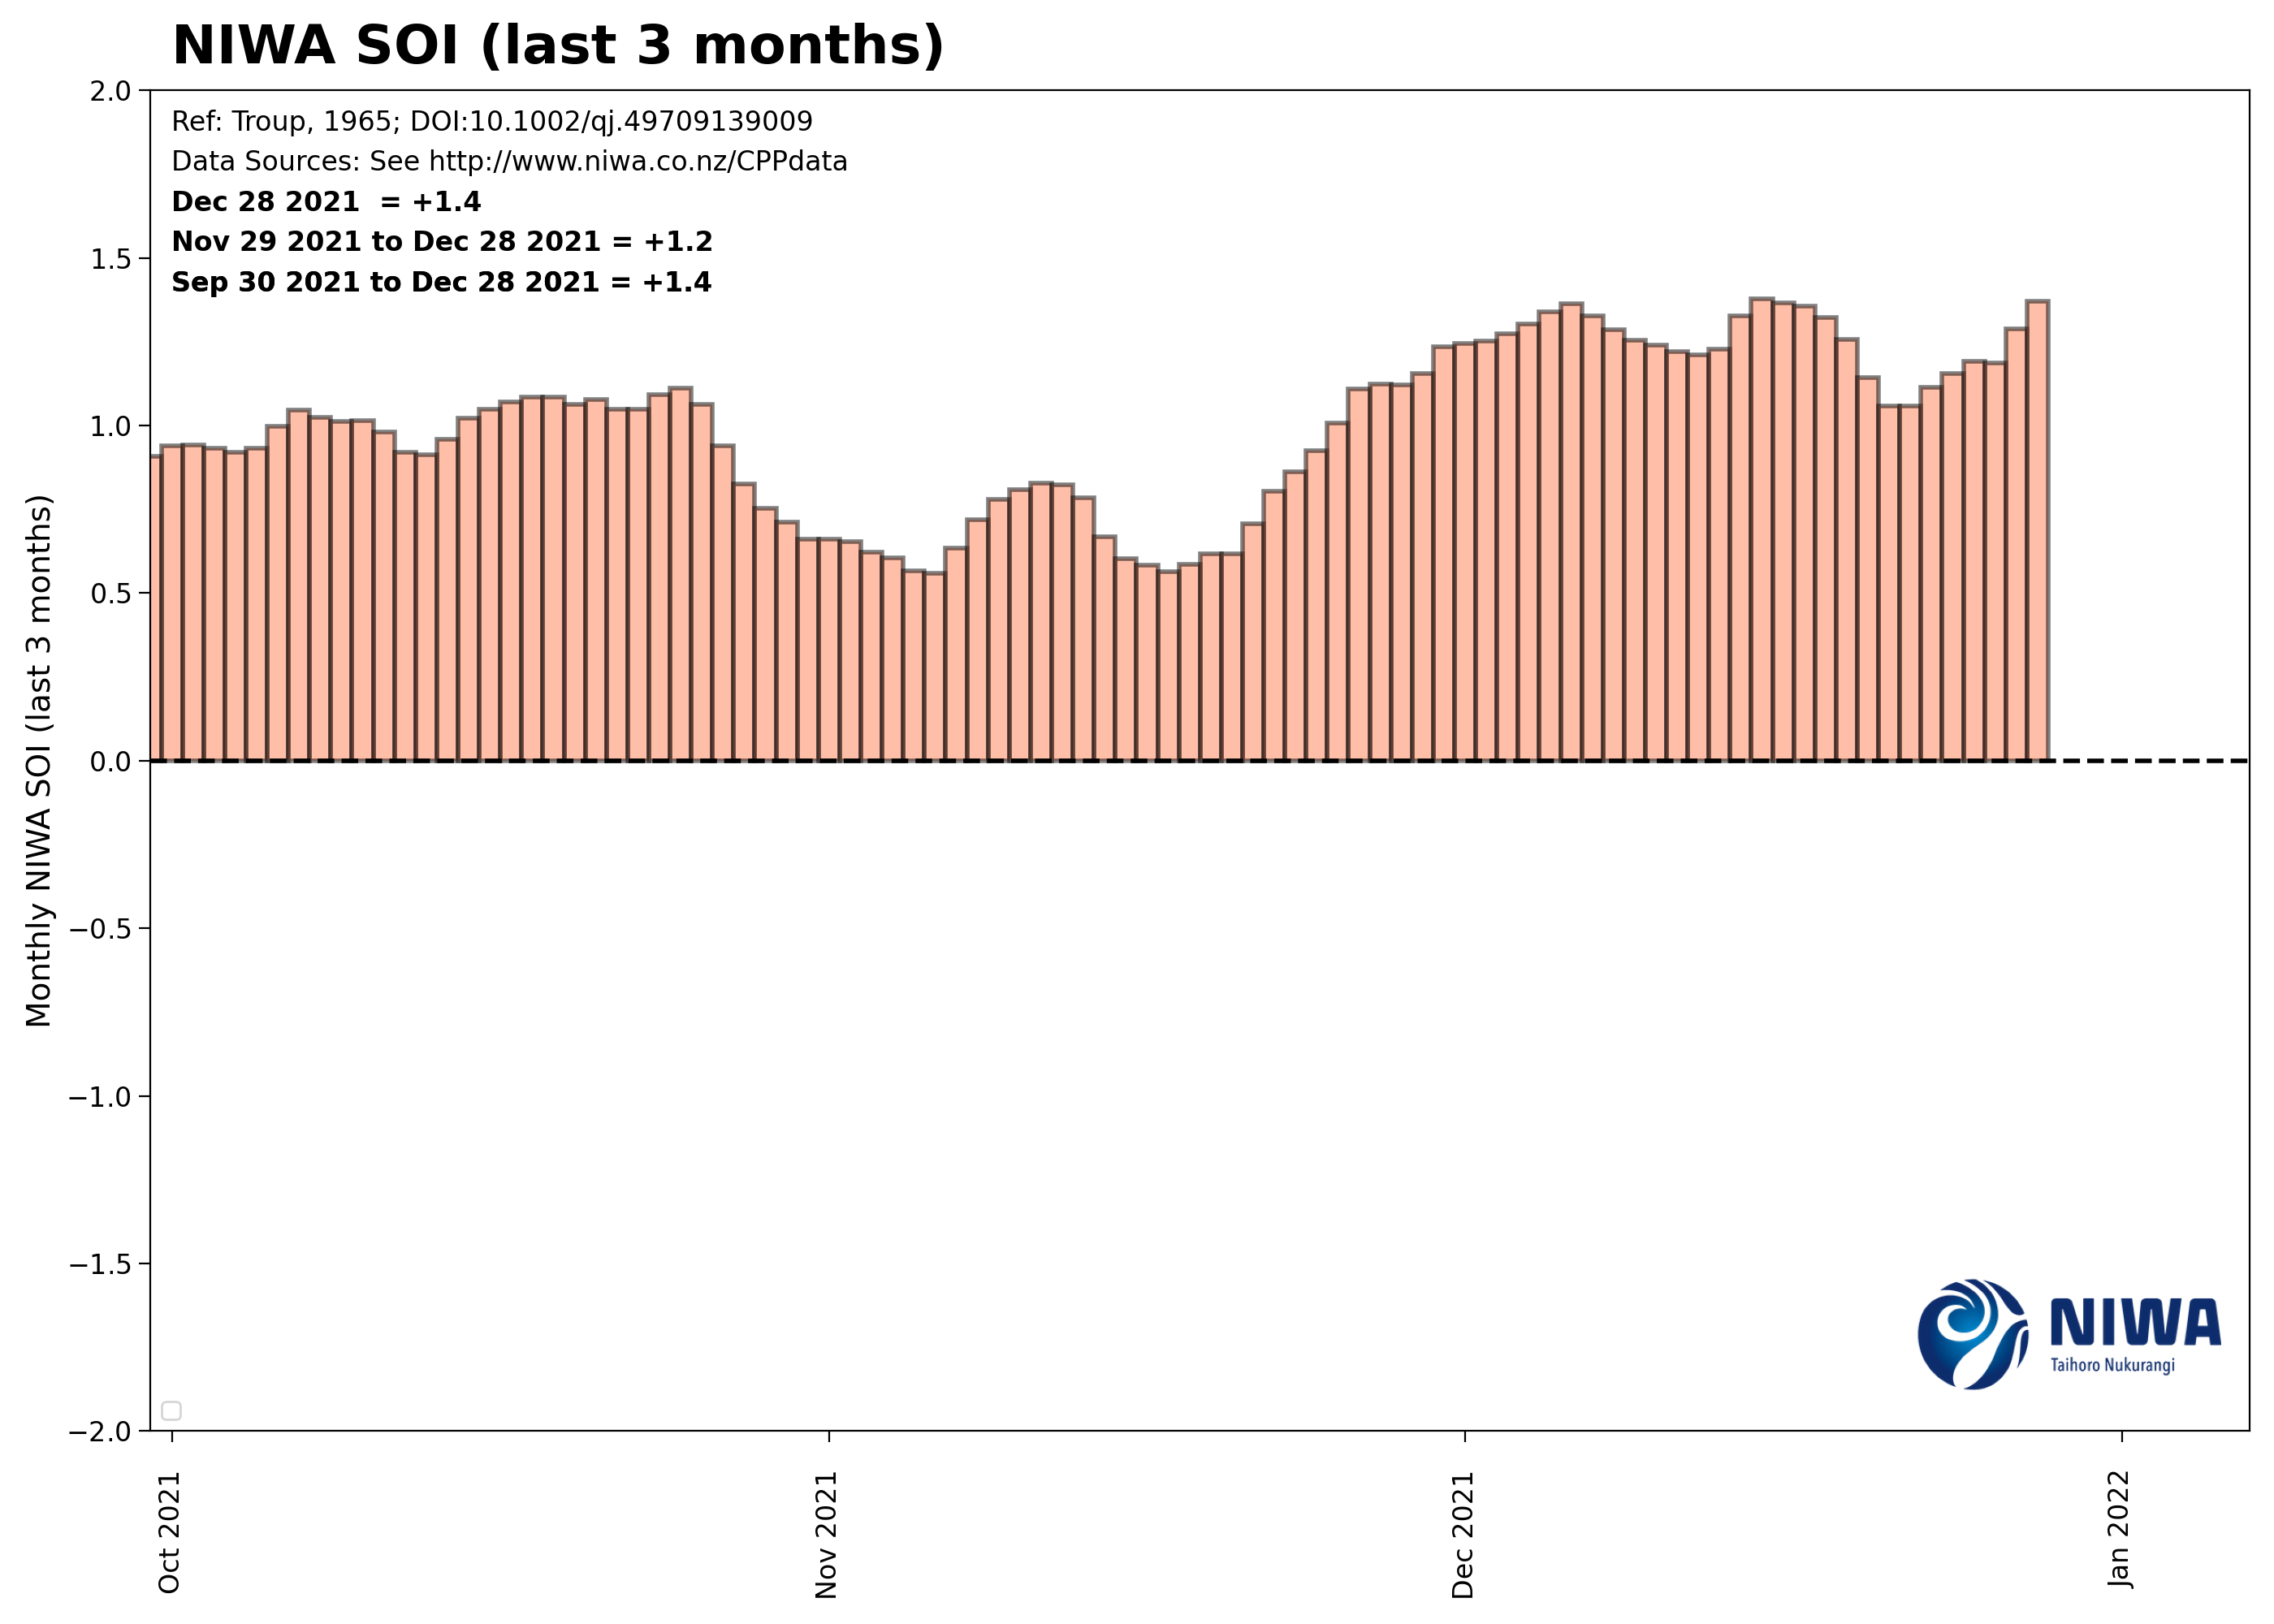 NIWA SOI (last 3 months)
Ref: Troup, 1965; DOI:10.1002/qj.49709139009
Data Sources: See http://www.niwa.co.nz/CPPdata
Dec 28 2021  = +1.4
Nov 29 2021 to Dec 28 2021 = +1.2
Sep 30 2021 to Dec 28 2021 = +1.4
Monthly NIWA SOI (last 3 months)
2.0
1.5
1.0
0.5
0.0
−0.5
−1.0
−1.5
−2.0
NIWA
Taihoro Nukurangi
Oct 2021
Nov 2021
Dec 2021
Jan 2022